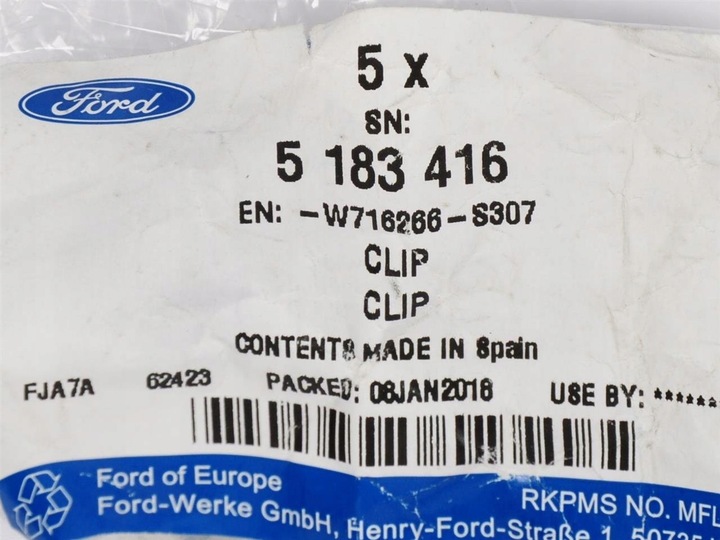 Ford
5 x
SN:
5 183 416
EN: -W716266-S307
CLIP
CLIP
CONTENTS MADE IN Spain
FJA7A 62423 PACKED: 06JAN2016 USE BY: ******
Ford of Europe
Ford-Werke GmbH, Henry-Ford-Straße 1, 50735
RKPMS NO. MFL